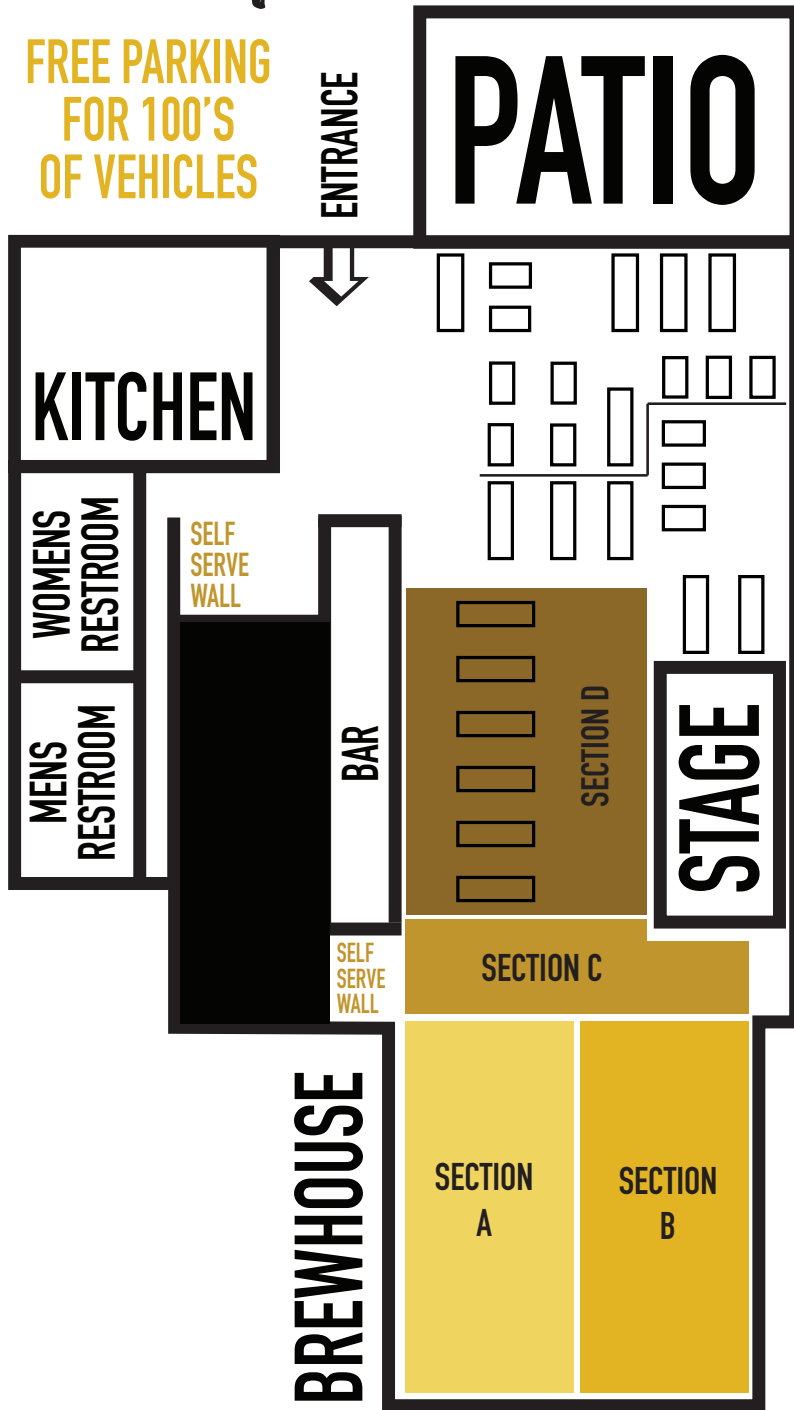 FREE PARKING
FOR 100'S
OF VEHICLES
ENTRANCE
PATIO
KITCHEN
WOMENS
RESTROOM
SELF
SERVE
WALL
MENS
RESTROOM
BAR
SECTION D
STAGE
SELF
SERVE
WALL
SECTION C
BREWHOUSE
SECTION
A
SECTION
B